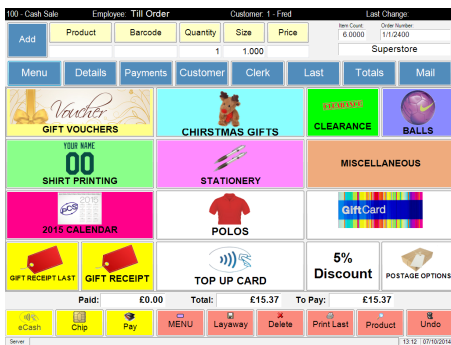 100 - Cash Sale Employee: Till Order Customer: 1 - Fred Last Change:
Add Product Barcode Quantity Size Price Item Count Order Number
6.0000 1/1/2400
1 1.000 Superstore
Menu Details Payments Customer Clerk Last Totals Mail
Voucher
GIFT VOUCHERS
CHIRSTMAS GIFTS
CLEARANCE
CLEARANCE
BALLS
YOUR NAME
00
SHIRT PRINTING
STATIONERY
MISCELLANEOUS
2015
PCS
2015 CALENDAR
POLOS
GiftCard
GIFT RECEIPT LAST
GIFT RECEIPT
TOP UP CARD
5%
Discount
POSTAGE OPTIONS
Paid: £0.00 Total: £15.37 To Pay: £15.37
eCash Chip Pay MENU Layaway Delete Print Last Product Undo
Server 13:12 07/10/2014